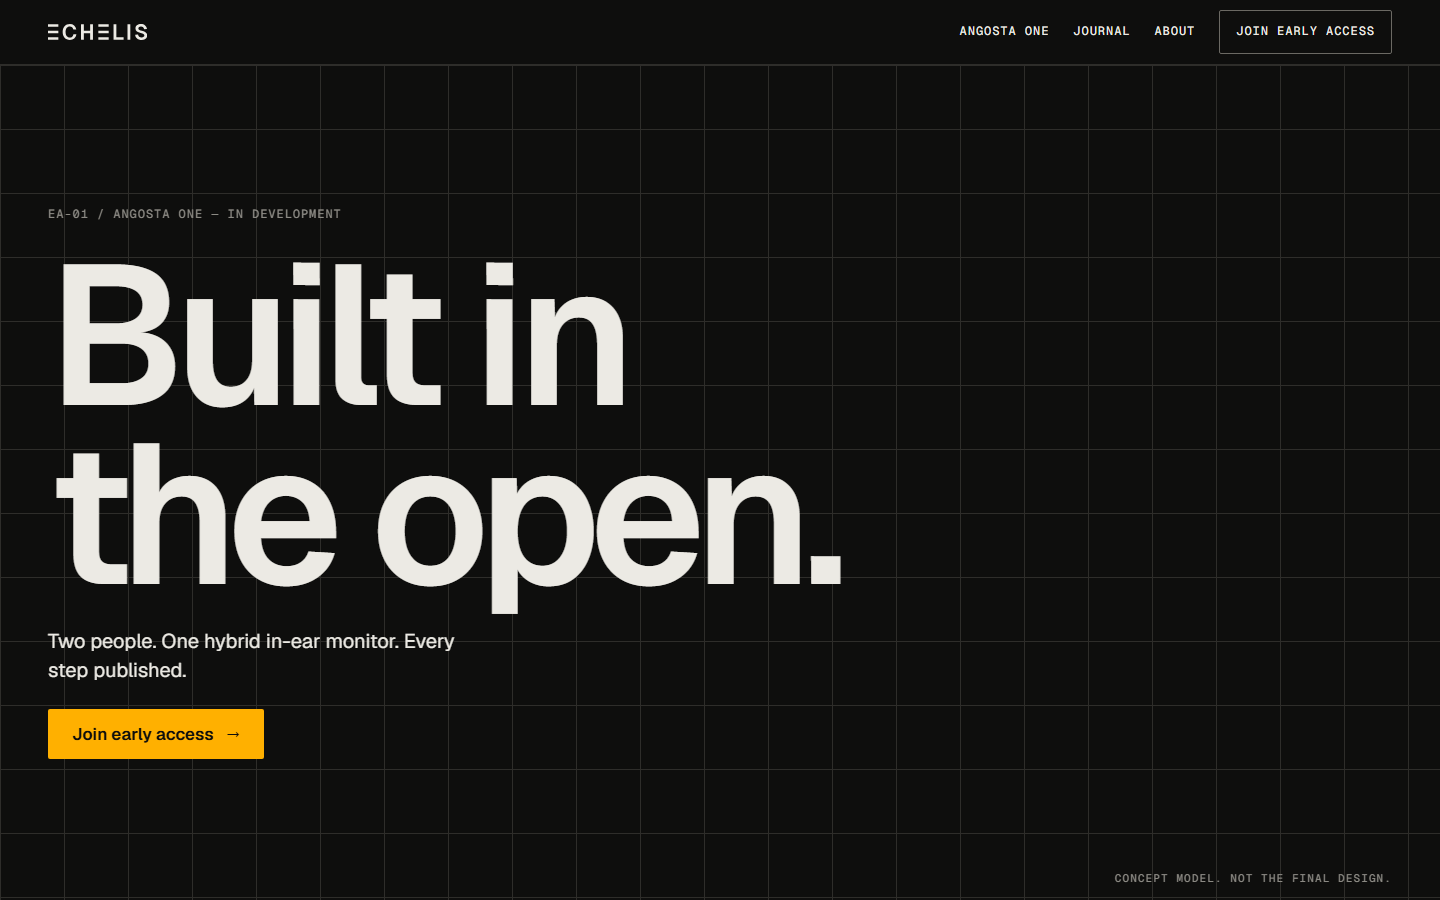 ECHELIS
ANGOSTA ONE
JOURNAL
ABOUT
JOIN EARLY ACCESS
EA-01 / ANGOSTA ONE — IN DEVELOPMENT
Built in
the open.
Two people. One hybrid in-ear monitor. Every
step published.
Join early access →
CONCEPT MODEL. NOT THE FINAL DESIGN.